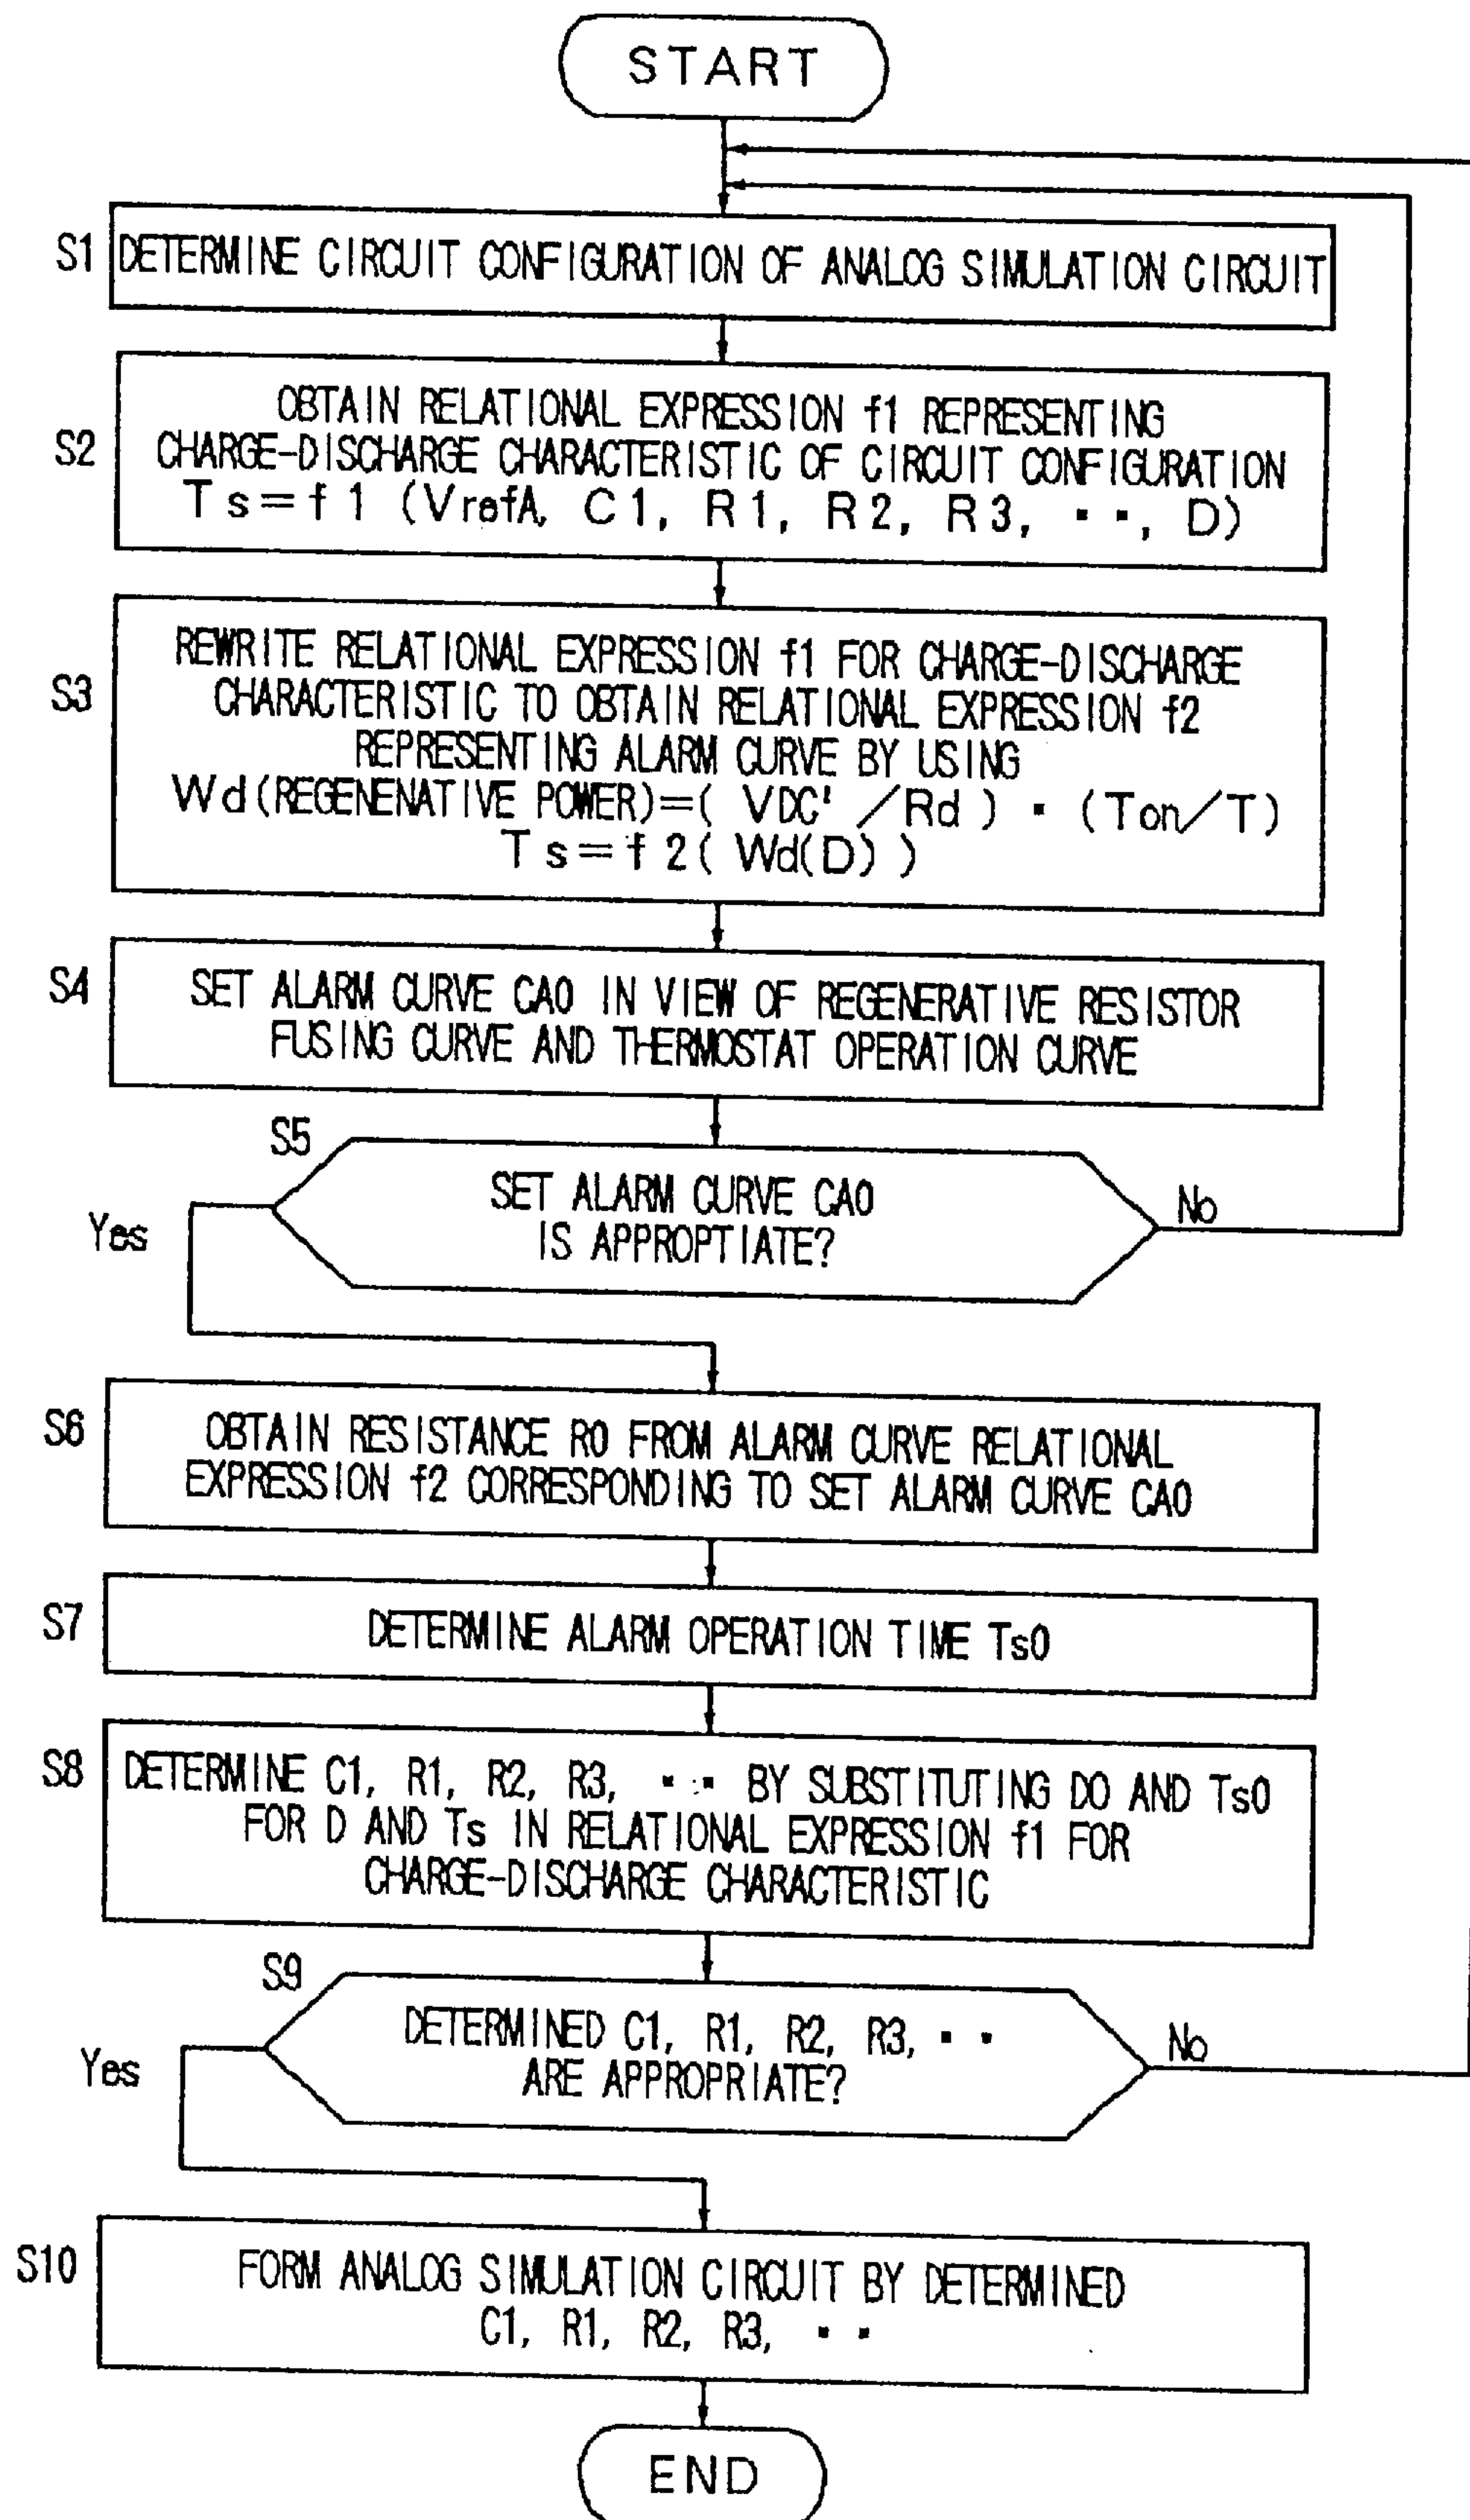 START
S1 DETERMINE CIRCUIT CONFIGURATION OF ANALOG SIMULATION CIRCUIT
S2
OBTAIN RELATIONAL EXPRESSION f1 REPRESENTING
CHARGE-DISCHARGE CHARACTERISTIC OF CIRCUIT CONFIGURATION
Ts=f1 (VrefA, C1, R1, R2, R3, ··, D)
S3
REWRITE RELATIONAL EXPRESSION f1 FOR CHARGE-DISCHARGE
CHARACTERISTIC TO OBTAIN RELATIONAL EXPRESSION f2
REPRESENTING ALARM CURVE BY USING
Wd(REGENENATIVE POWER)=( VDC' /Rd ) · (Ton/T)
Ts=f2( Wd(D) )
S4
SET ALARM CURVE CA0 IN VIEW OF REGENERATIVE RESISTOR
FUSING CURVE AND THERMOSTAT OPERATION CURVE
S5
SET ALARM CURVE CA0
IS APPROPTIATE?
Yes
No
S6
OBTAIN RESISTANCE R0 FROM ALARM CURVE RELATIONAL
EXPRESSION f2 CORRESPONDING TO SET ALARM CURVE CA0
S7
DETERMINE ALARM OPERATION TIME Ts0
S8
DETERMINE C1, R1, R2, R3, ·· BY SUBSTITUTING D0 AND Ts0
FOR D AND Ts IN RELATIONAL EXPRESSION f1 FOR
CHARGE-DISCHARGE CHARACTERISTIC
S9
DETERMINED C1, R1, R2, R3, ··
ARE APPROPRIATE?
Yes
No
S10
FORM ANALOG SIMULATION CIRCUIT BY DETERMINED
C1, R1, R2, R3, ··
END